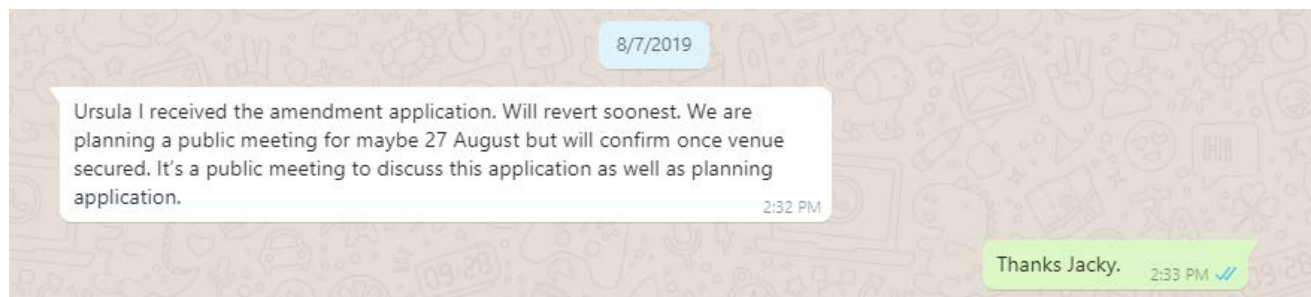 8/7/2019
Ursula I received the amendment application. Will revert soonest. We are
planning a public meeting for maybe 27 August but will confirm once venue
secured. It's a public meeting to discuss this application as well as planning
application.
2:32 PM
Thanks Jacky.
2:33 PM